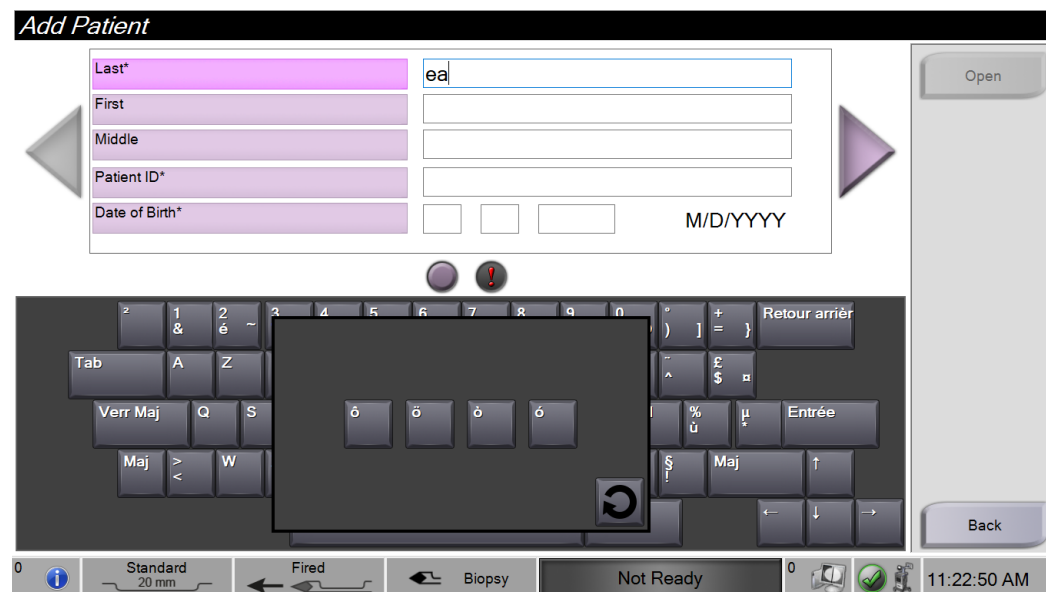 Add Patient
Last*
ea
Open
First
Middle
Patient ID*
Date of Birth*
M/D/YYYY
² 1 & 2 é ~ 3 4 5 6 7 8 9 0 ° ) ] + = } Retour arrièr
Tab A Z ¨ ^ £ $ ¤
Verr Maj Q S ô ö ò ó % ù µ * Entrée
Maj > < W § ! Maj ↑
← ↓ →
Back
0 Standard 20 mm Fired Biopsy Not Ready 0 11:22:50 AM